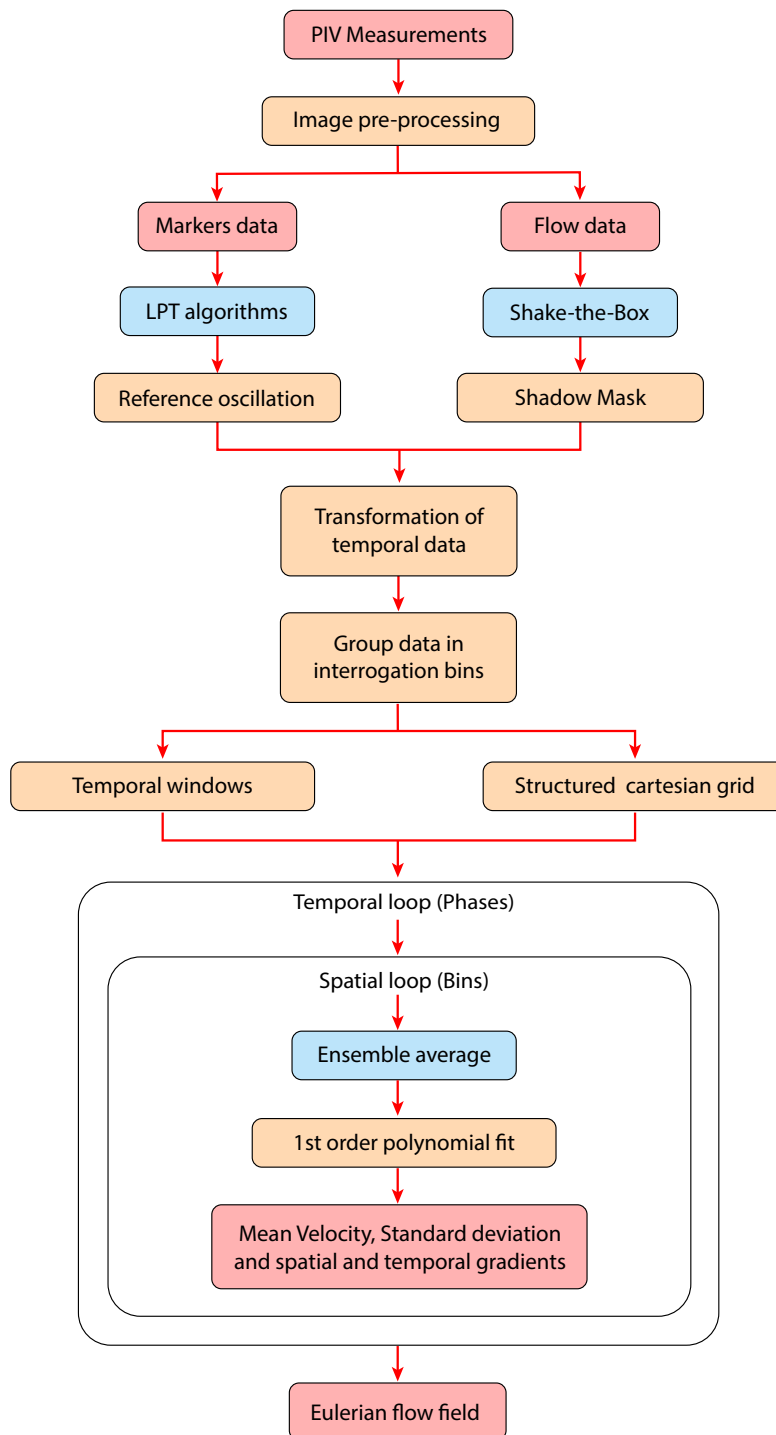 PIV Measurements
Image pre-processing
Markers data
Flow data
LPT algorithms
Shake-the-Box
Reference oscillation
Shadow Mask
Transformation of
temporal data
Group data in
interrogation bins
Temporal windows
Structured cartesian grid
Temporal loop (Phases)
Spatial loop (Bins)
Ensemble average
1st order polynomial fit
Mean Velocity, Standard deviation
and spatial and temporal gradients
Eulerian flow field